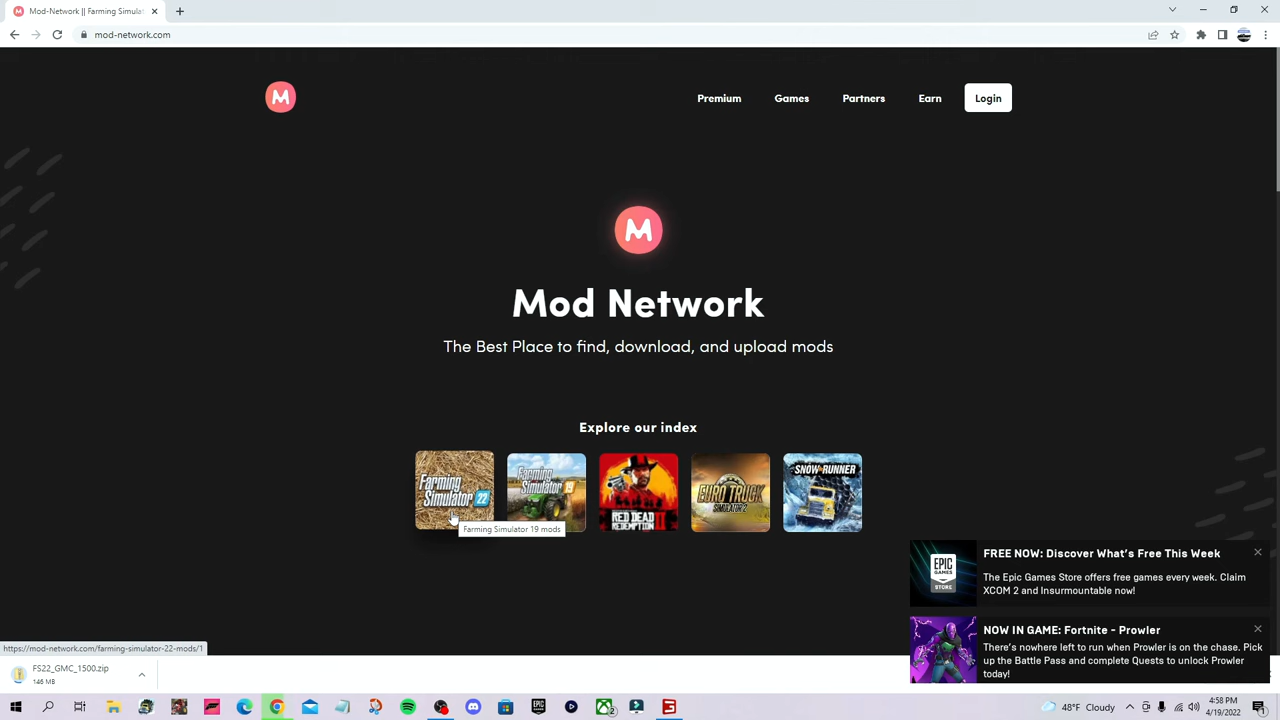 Mod-Network || Farming Simulat
mod-network.com
M
Premium
Games
Partners
Earn
Login
M
Mod Network
The Best Place to find, download, and upload mods
Explore our index
Farming Simulator 22
Farming Simulator 19
RED DEAD REDEMPTION II
EURO TRUCK SIMULATOR 2
SNOWRUNNER
Farming Simulator 19 mods
EPIC GAMES STORE
FREE NOW: Discover What's Free This Week
The Epic Games Store offers free games every week. Claim
XCOM 2 and Insurmountable now!
NOW IN GAME: Fortnite - Prowler
There's nowhere left to run when Prowler is on the chase. Pick
up the Battle Pass and complete Quests to unlock Prowler
today!
https://mod-network.com/farming-simulator-22-mods/1
FS22_GMC_1500.zip
146 MB
48°F Cloudy
4:58 PM
4/19/2022